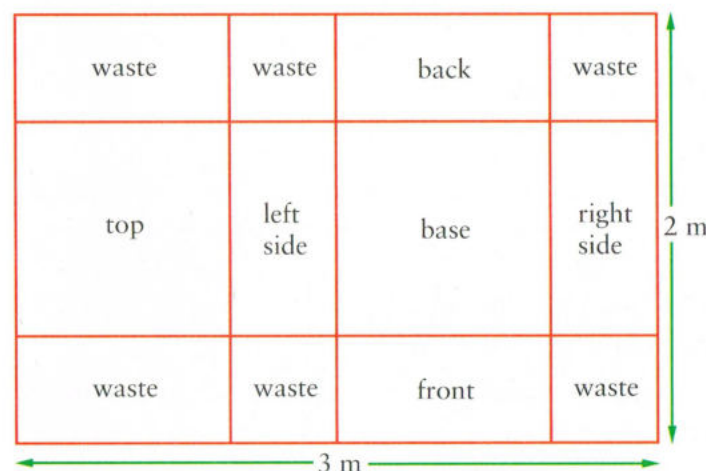 waste waste back waste
top left side base right side
2 m
waste waste front waste
3 m